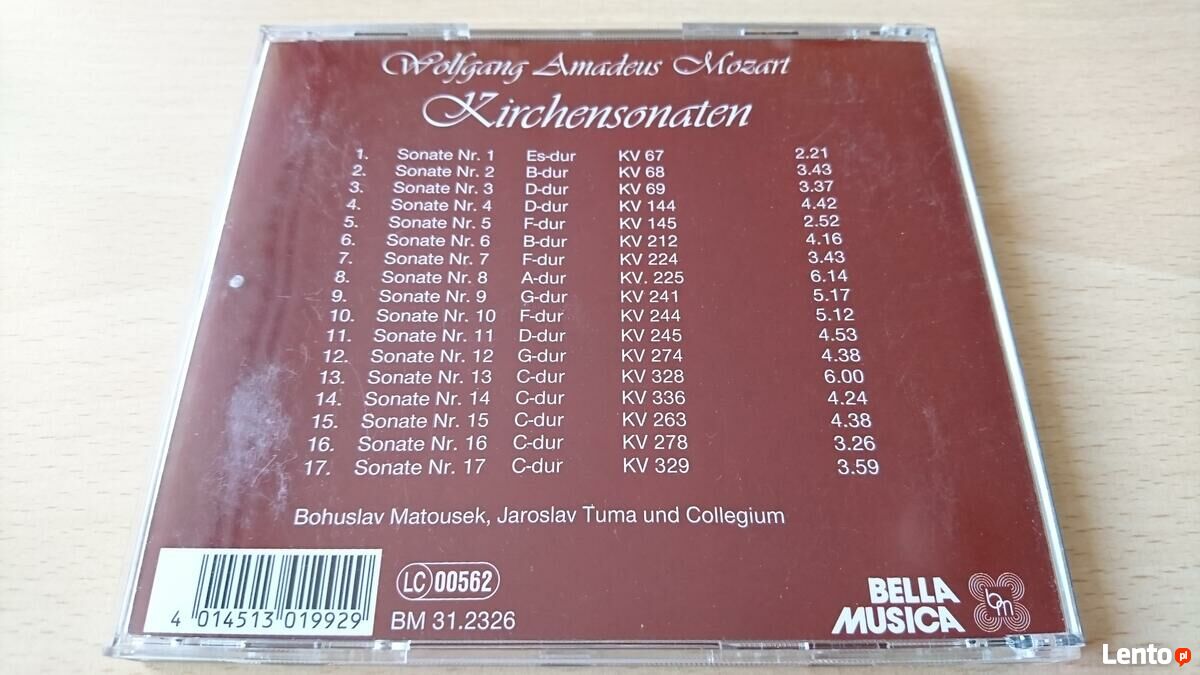 Wolfgang Amadeus Mozart
Kirchensonaten
1. Sonate Nr. 1 Es-dur KV 67 2.21
2. Sonate Nr. 2 B-dur KV 68 3.43
3. Sonate Nr. 3 D-dur KV 69 3.37
4. Sonate Nr. 4 D-dur KV 144 4.42
5. Sonate Nr. 5 F-dur KV 145 2.52
6. Sonate Nr. 6 B-dur KV 212 4.16
7. Sonate Nr. 7 F-dur KV 224 3.43
8. Sonate Nr. 8 A-dur KV. 225 6.14
9. Sonate Nr. 9 G-dur KV 241 5.17
10. Sonate Nr. 10 F-dur KV 244 5.12
11. Sonate Nr. 11 D-dur KV 245 4.53
12. Sonate Nr. 12 G-dur KV 274 4.38
13. Sonate Nr. 13 C-dur KV 328 6.00
14. Sonate Nr. 14 C-dur KV 336 4.24
15. Sonate Nr. 15 C-dur KV 263 4.38
16. Sonate Nr. 16 C-dur KV 278 3.26
17. Sonate Nr. 17 C-dur KV 329 3.59
Bohuslav Matousek, Jaroslav Tuma und Collegium
4 014513 019929
LC 00562
BM 31.2326
BELLA
MUSICA
bm
Lento pl